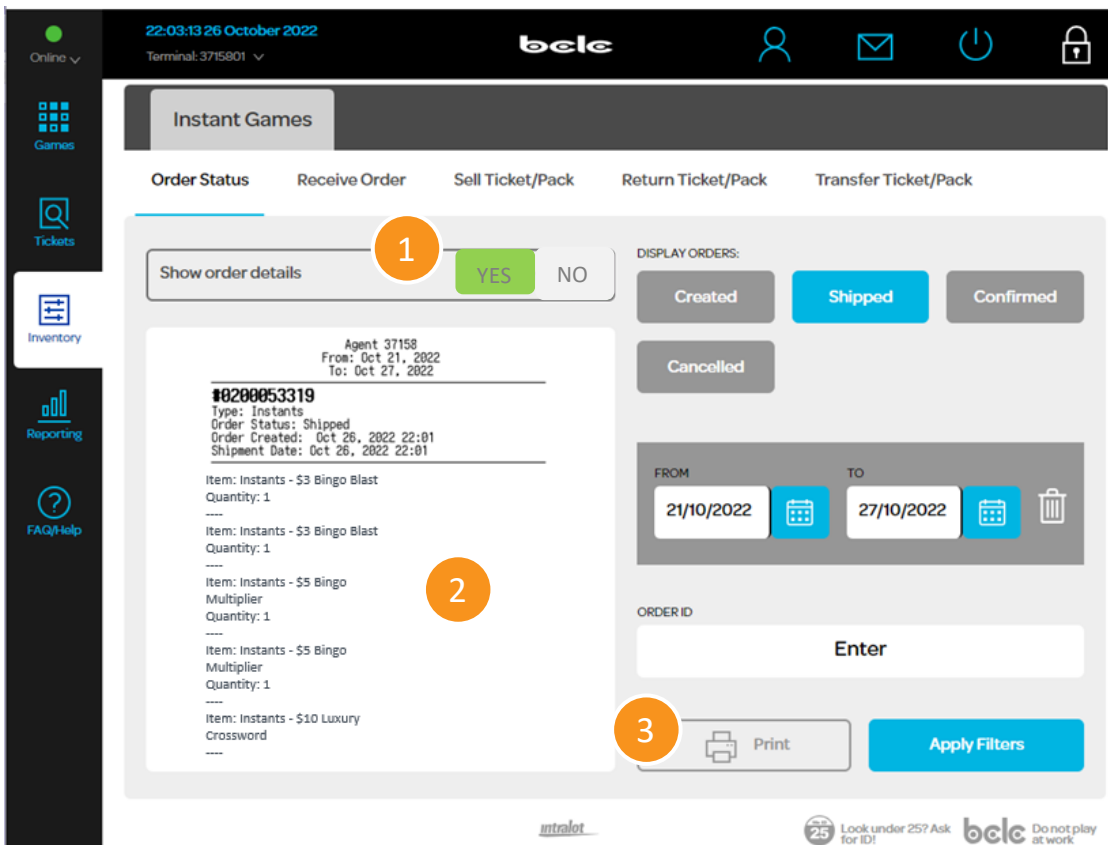 22:03:13 26 October 2022
Online
Terminal: 3715801
bclc
Games
Tickets
Inventory
Reporting
FAQ/Help
Instant Games
Order Status Receive Order Sell Ticket/Pack Return Ticket/Pack Transfer Ticket/Pack
1
Show order details YES NO
Agent 37158
From: Oct 21, 2022
To: Oct 27, 2022
#0200053319
Type: Instants
Order Status: Shipped
Order Created: Oct 26, 2022 22:01
Shipment Date: Oct 26, 2022 22:01
Item: Instants - $3 Bingo Blast
Quantity: 1
----
Item: Instants - $3 Bingo Blast
Quantity: 1
----
Item: Instants - $5 Bingo
Multiplier
Quantity: 1
----
Item: Instants - $5 Bingo
Multiplier
Quantity: 1
----
Item: Instants - $10 Luxury
Crossword
----
2
DISPLAY ORDERS:
Created Shipped Confirmed
Cancelled
FROM TO
21/10/2022 27/10/2022
ORDER ID
Enter
3
Print Apply Filters
intralot
25 Look under 25? Ask
for ID!
bclc Do not play
at work